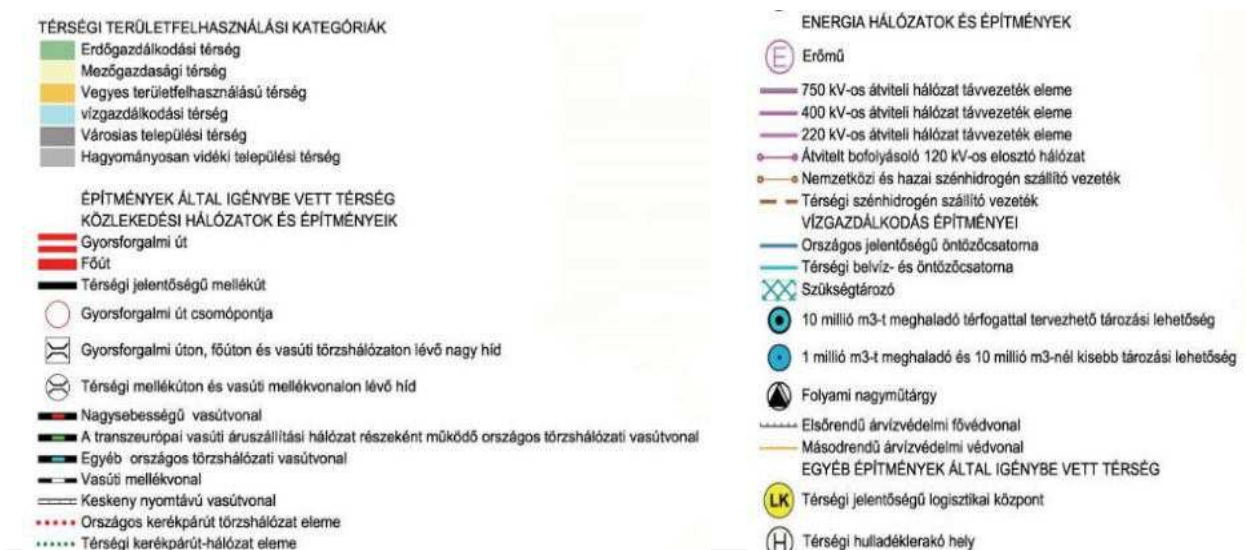 TÉRSÉGI TERÜLETFELHASZNÁLÁSI KATEGÓRIÁK
Erdőgazdálkodási térség
Mezőgazdasági térség
Vegyes területfelhasználású térség
vízgazdálkodási térség
Városias települési térség
Hagyományosan vidéki települési térség
ÉPÍTMÉNYEK ÁLTAL IGÉNYBE VETT TÉRSÉG
KÖZLEKEDÉSI HÁLÓZATOK ÉS ÉPÍTMÉNYEIK
Gyorsforgalmi út
Főút
Térségi jelentőségű mellékút
Gyorsforgalmi út csomópontja
Gyorsforgalmi úton, főúton és vasúti törzshálózaton lévő nagy híd
Térségi mellékúton és vasúti mellékvonalon lévő híd
Nagysebességű vasútvonal
A transzeurópai vasúti áruszállítási hálózat részeként működő országos törzshálózati vasútvonal
Egyéb országos törzshálózati vasútvonal
Vasúti mellékvonal
Keskeny nyomtávú vasútvonal
Országos kerékpárút törzshálózat eleme
Térségi kerékpárút-hálózat eleme
ENERGIA HÁLÓZATOK ÉS ÉPÍTMÉNYEK
E Erőmű
750 kV-os átviteli hálózat távvezeték eleme
400 kV-os átviteli hálózat távvezeték eleme
220 kV-os átviteli hálózat távvezeték eleme
Átvitelt bofolyásoló 120 kV-os elosztó hálózat
Nemzetközi és hazai szénhidrogén szállító vezeték
Térségi szénhidrogén szállító vezeték
VÍZGAZDÁLKODÁS ÉPÍTMÉNYEI
Országos jelentőségű öntözőcsatorna
Térségi belvíz- és öntözőcsatorna
Szükségtározó
10 millió m3-t meghaladó térfogattal tervezhető tározási lehetőség
1 millió m3-t meghaladó és 10 millió m3-nél kisebb tározási lehetőség
Folyami nagyműtárgy
Elsőrendű árvízvédelmi fővédvonal
Másodrendű árvízvédelmi védvonal
EGYÉB ÉPÍTMÉNYEK ÁLTAL IGÉNYBE VETT TÉRSÉG
LK Térségi jelentőségű logisztikai központ
H Térségi hulladéklerakó hely